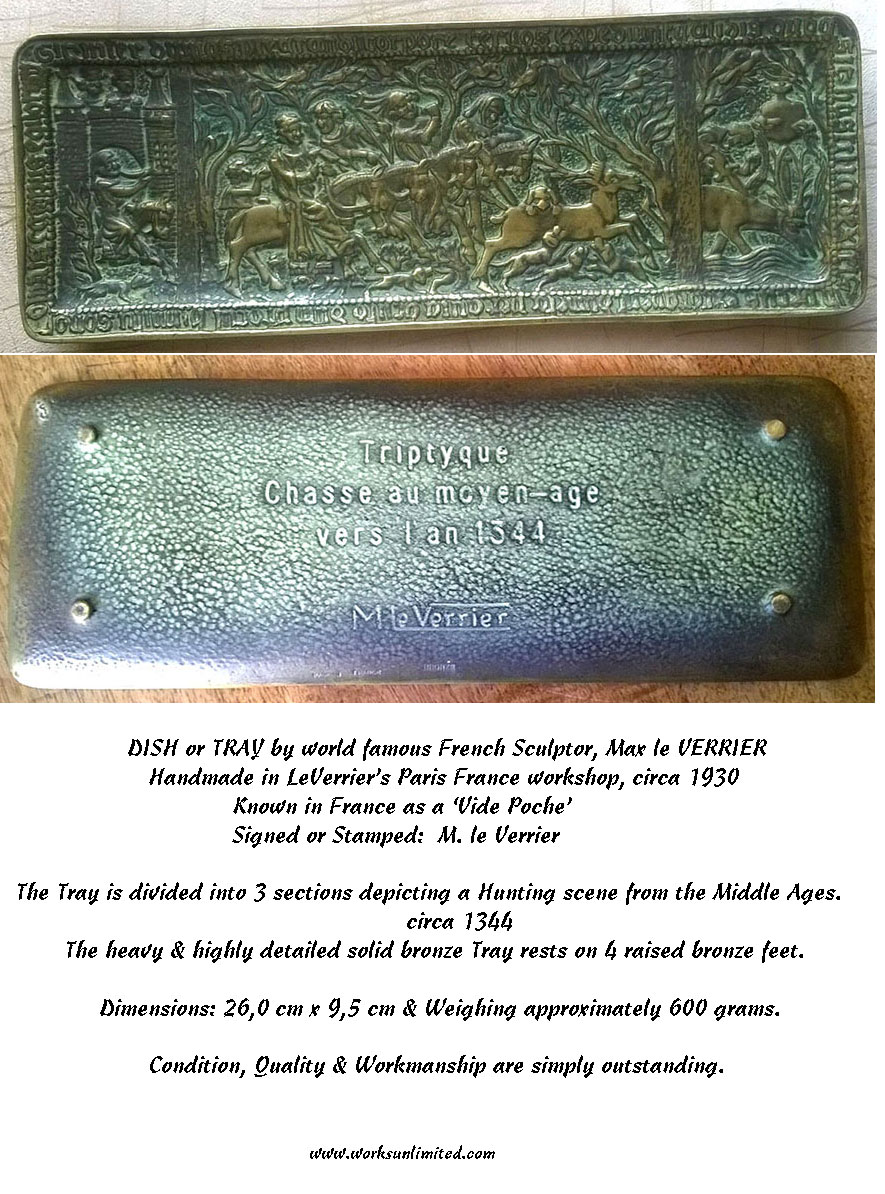 Triptyque
Chasse au moyen-age
vers l an 1344
M le Verrier
BRONZE
DISH or TRAY by world famous French Sculptor, Max le VERRIER
Handmade in LeVerrier's Paris France workshop, circa 1930
Known in France as a 'Vide Poche'
Signed or Stamped: M. le Verrier
The Tray is divided into 3 sections depicting a Hunting scene from the Middle Ages.
circa 1344
The heavy & highly detailed solid bronze Tray rests on 4 raised bronze feet.
Dimensions: 26,0 cm x 9,5 cm & Weighing approximately 600 grams.
Condition, Quality & Workmanship are simply outstanding.
www.worksunlimited.com